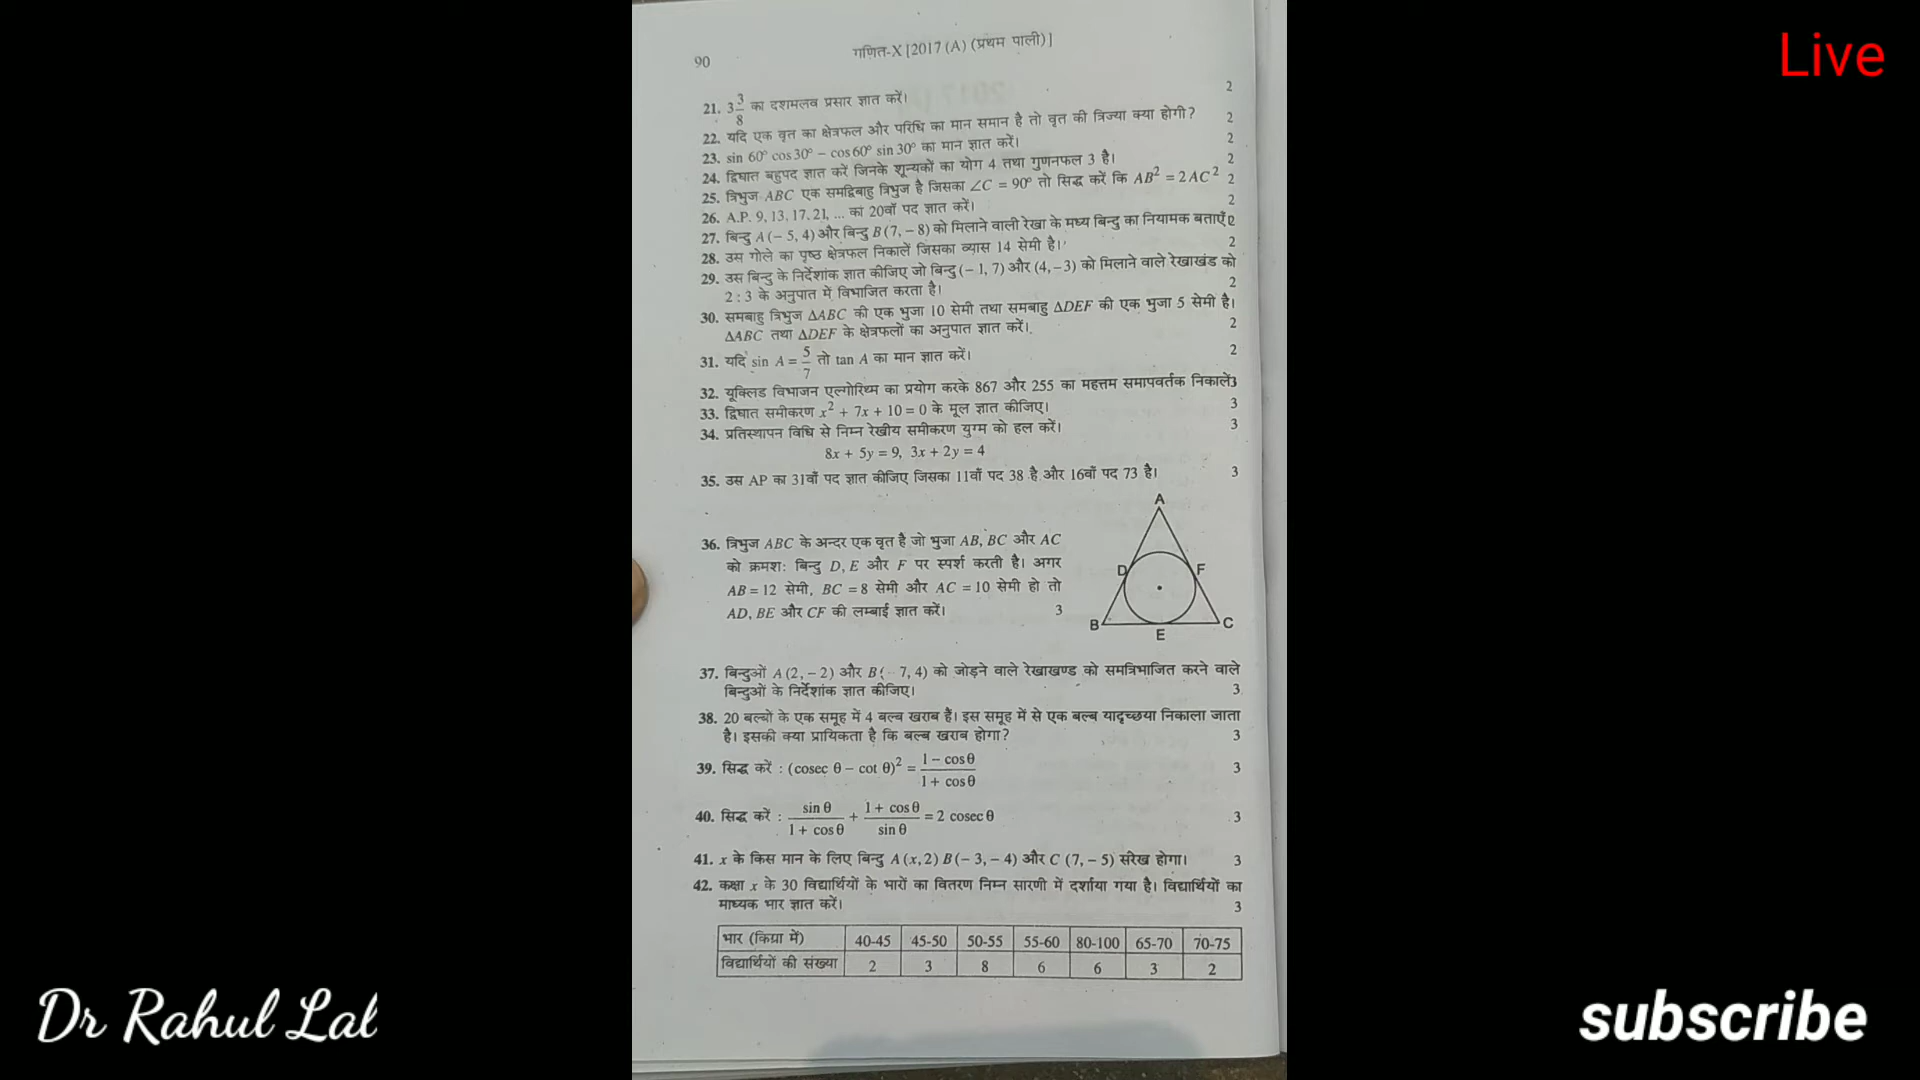 Live
90
गणित-X [2017 (A) (प्रथम पाली)]
21. 3 3/8 का दशमलव प्रसार ज्ञात करें। 2
22. यदि एक वृत का क्षेत्रफल और परिधि का मान समान है तो वृत की त्रिज्या क्या होगी? 2
23. sin 60° cos 30° − cos 60° sin 30° का मान ज्ञात करें। 2
24. द्विघात बहुपद ज्ञात करें जिनके शून्यकों का योग 4 तथा गुणनफल 3 है। 2
25. त्रिभुज ABC एक समद्विबाहु त्रिभुज है जिसका ∠C = 90° तो सिद्ध करें कि AB² = 2AC² 2
26. A.P. 9, 13, 17, 21, ... का 20वाँ पद ज्ञात करें। 2
27. बिन्दु A(− 5, 4) और बिन्दु B(7, − 8) को मिलाने वाली रेखा के मध्य बिन्दु का नियामक बताएँ। 2
28. उस गोले का पृष्ठ क्षेत्रफल निकालें जिसका व्यास 14 सेमी है। 2
29. उस बिन्दु के निर्देशांक ज्ञात कीजिए जो बिन्दु (− 1, 7) और (4, − 3) को मिलाने वाले रेखाखंड को
2 : 3 के अनुपात में विभाजित करता है। 2
30. समबाहु त्रिभुज ΔABC की एक भुजा 10 सेमी तथा समबाहु ΔDEF की एक भुजा 5 सेमी है।
ΔABC तथा ΔDEF के क्षेत्रफलों का अनुपात ज्ञात करें। 2
31. यदि sin A = 5/7 तो tan A का मान ज्ञात करें। 2
32. यूक्लिड विभाजन एल्गोरिथ्म का प्रयोग करके 867 और 255 का महत्तम समापवर्तक निकालें। 3
33. द्विघात समीकरण x² + 7x + 10 = 0 के मूल ज्ञात कीजिए। 3
34. प्रतिस्थापन विधि से निम्न रेखीय समीकरण युग्म को हल करें। 3
8x + 5y = 9, 3x + 2y = 4
35. उस AP का 31वाँ पद ज्ञात कीजिए जिसका 11वाँ पद 38 है और 16वाँ पद 73 है। 3
36. त्रिभुज ABC के अन्दर एक वृत है जो भुजा AB, BC और AC
को क्रमशः बिन्दु D, E और F पर स्पर्श करती है। अगर
AB = 12 सेमी, BC = 8 सेमी और AC = 10 सेमी हो तो
AD, BE और CF की लम्बाई ज्ञात करें। 3
A
D F
B C
E
37. बिन्दुओं A(2, − 2) और B(− 7, 4) को जोड़ने वाले रेखाखण्ड को समत्रिभाजित करने वाले
बिन्दुओं के निर्देशांक ज्ञात कीजिए। 3
38. 20 बल्बों के एक समूह में 4 बल्ब खराब हैं। इस समूह में से एक बल्ब यादृच्छया निकाला जाता
है। इसकी क्या प्रायिकता है कि बल्ब खराब होगा? 3
39. सिद्ध करें : (cosec θ − cot θ)² = (1 − cos θ)/(1 + cos θ) 3
40. सिद्ध करें : sin θ/(1 + cos θ) + (1 + cos θ)/sin θ = 2 cosec θ 3
41. x के किस मान के लिए बिन्दु A(x, 2) B(− 3, − 4) और C (7, − 5) संरेख होगा। 3
42. कक्षा x के 30 विद्यार्थियों के भारों का वितरण निम्न सारणी में दर्शाया गया है। विद्यार्थियों का
माध्यक भार ज्ञात करें। 3
भार (किग्रा में) 40-45 45-50 50-55 55-60 80-100 65-70 70-75
विद्यार्थियों की संख्या 2 3 8 6 6 3 2
Dr Rahul Lal
subscribe